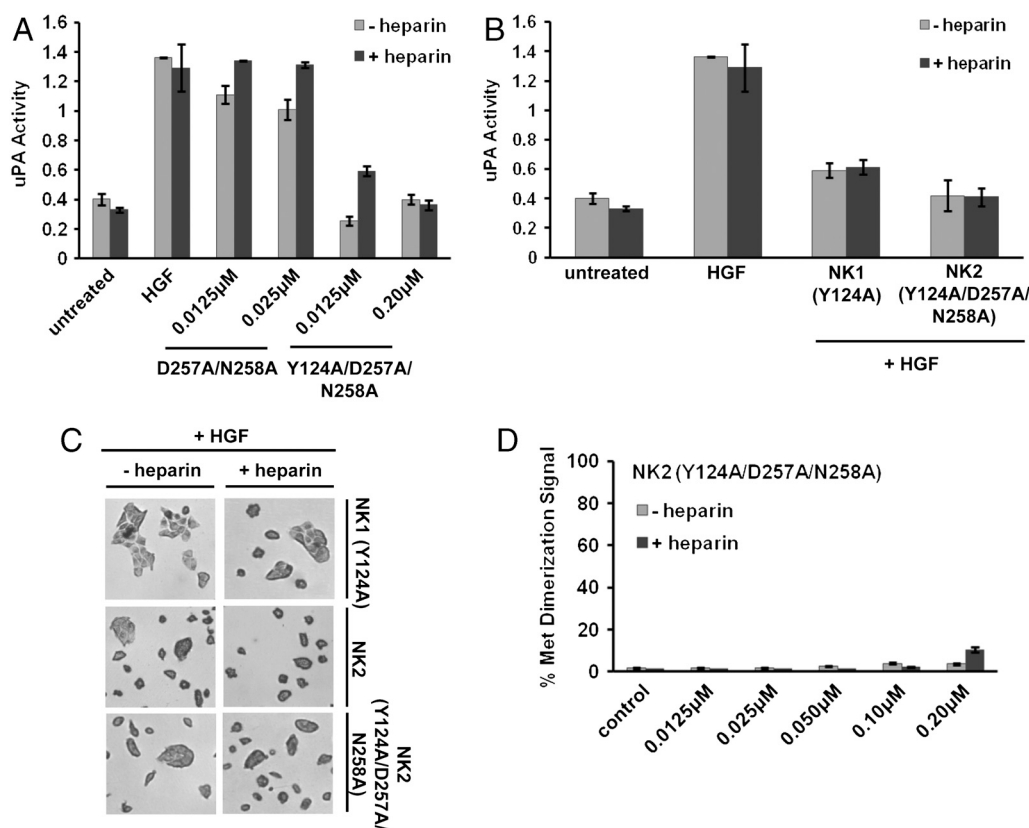 A
1.6
1.4
1.2
1
0.8
0.6
0.4
0.2
0
uPA Activity
- heparin
+ heparin
untreated
HGF
0.0125µM
0.025µM
0.0125µM
0.20µM
D257A/N258A
Y124A/D257A/
N258A
B
1.6
1.4
1.2
1
0.8
0.6
0.4
0.2
0
uPA Activity
- heparin
+ heparin
untreated
HGF
NK1
(Y124A)
NK2
(Y124A/D257A/
N258A)
+ HGF
C
+ HGF
- heparin
+ heparin
NK1 (Y124A)
NK2
NK2
(Y124A/D257A/
N258A)
D
% Met Dimerization Signal
100
80
60
40
20
0
NK2 (Y124A/D257A/N258A)
- heparin
+ heparin
control
0.0125µM
0.025µM
0.050µM
0.10µM
0.20µM